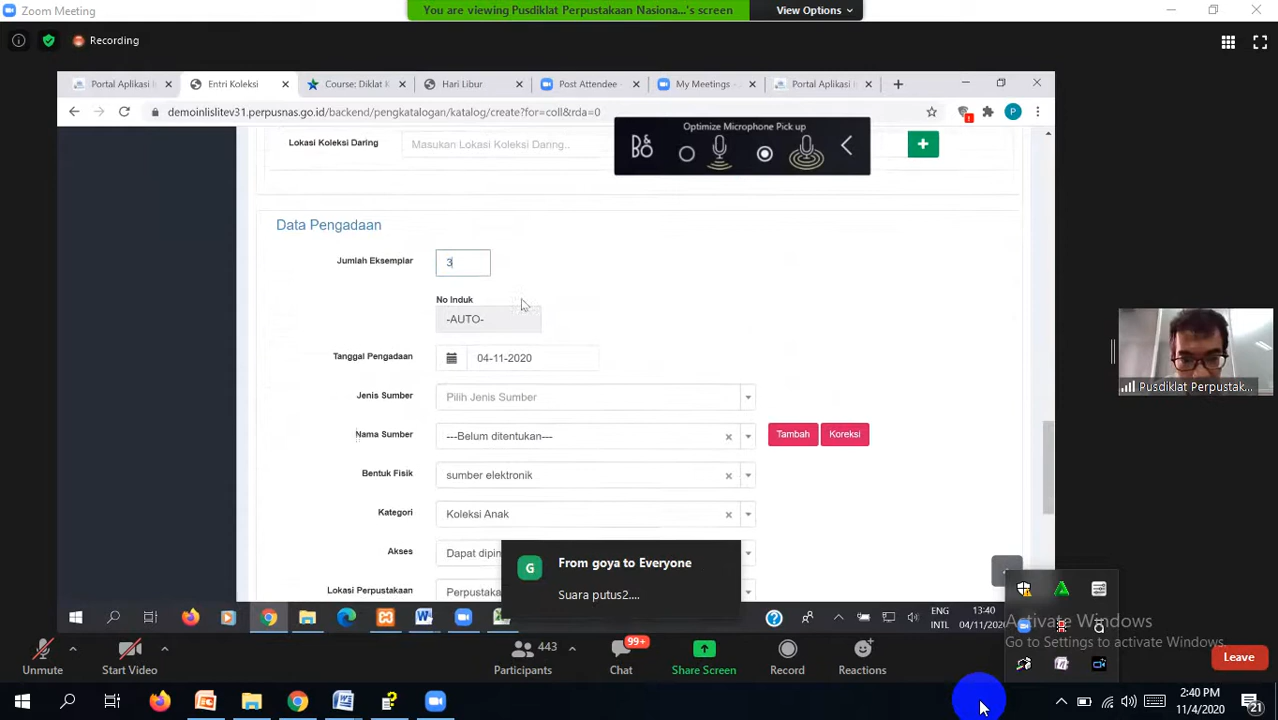 Zoom Meeting
You are viewing Pusdiklat Perpustakaan Nasiona...'s screen
View Options
Recording
Portal Aplikasi I
Entri Koleksi
Course: Diklat K
Hari Libur
Post Attendee -
My Meetings -
Portal Aplikasi I
demoinlislitev31.perpusnas.go.id/backend/pengkatalogan/katalog/create?for=coll&rda=0
P
Optimize Microphone Pick up
Lokasi Koleksi Daring
Masukan Lokasi Koleksi Daring..
Data Pengadaan
Jumlah Eksemplar
3
No Induk
-AUTO-
Tanggal Pengadaan
04-11-2020
Jenis Sumber
Pilih Jenis Sumber
Nama Sumber
---Belum ditentukan---
Tambah
Koreksi
Bentuk Fisik
sumber elektronik
Kategori
Koleksi Anak
Akses
Dapat dipin
Lokasi Perpustakaan
Perpustaka
G
From goya to Everyone
Suara putus2....
Pusdiklat Perpustak...
ENG
INTL
13:40
04/11/2020
Activate Windows
Go to Settings to activate Windows.
Unmute
Start Video
443
Participants
99+
Chat
Share Screen
Record
Reactions
Leave
2:40 PM
11/4/2020
21